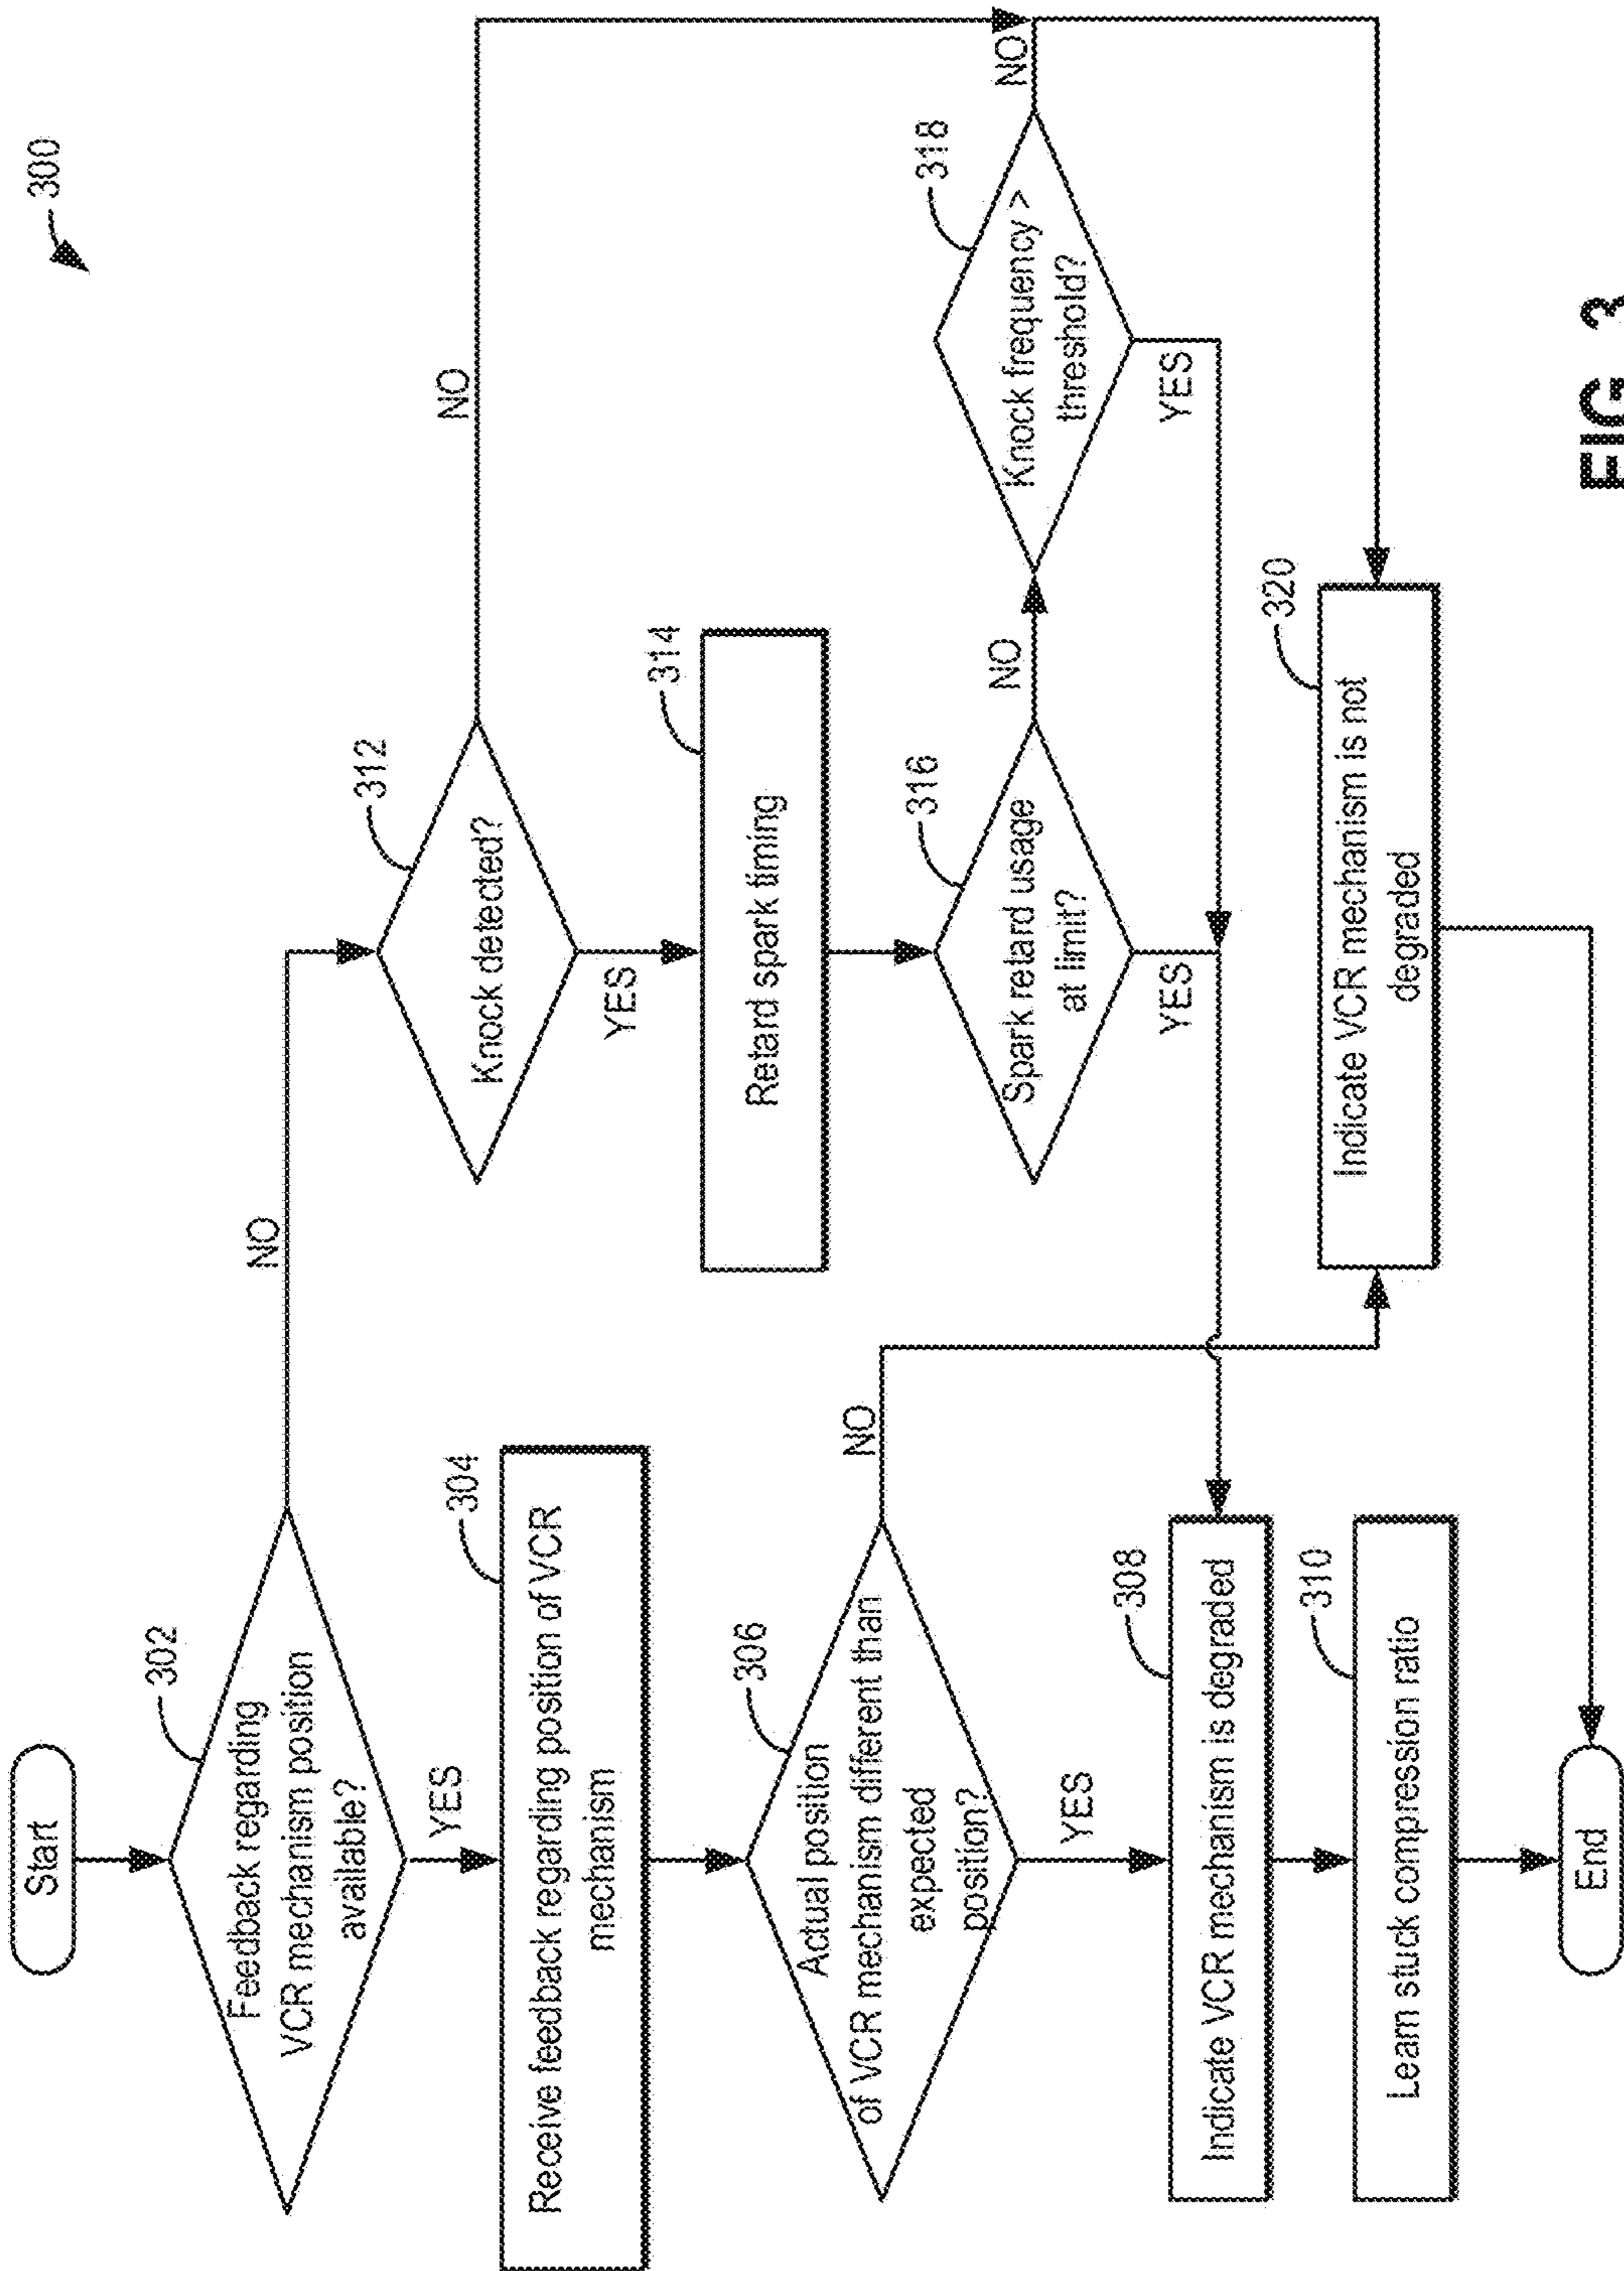 300
Start
302
Feedback regarding
VCR mechanism position
available?
NO
YES
304
Receive feedback regarding position of VCR
mechanism
306
Actual position
of VCR mechanism different than
expected
position?
NO
YES
308
Indicate VCR mechanism is degraded
310
Learn stuck compression ratio
End
312
Knock detected?
NO
YES
314
Retard spark timing
316
Spark retard usage
at limit?
NO
YES
318
Knock frequency >
threshold?
NO
YES
320
Indicate VCR mechanism is not
degraded
FIG. 3